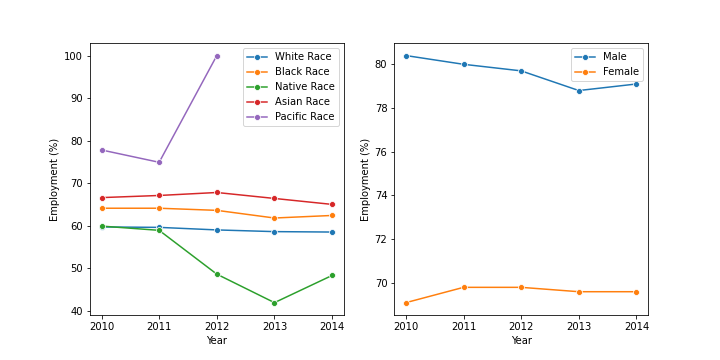 100
90
80
70
60
50
40
Employment (%)
2010 2011 2012 2013 2014
Year
White Race
Black Race
Native Race
Asian Race
Pacific Race
80
78
76
74
72
70
Employment (%)
2010 2011 2012 2013 2014
Year
Male
Female